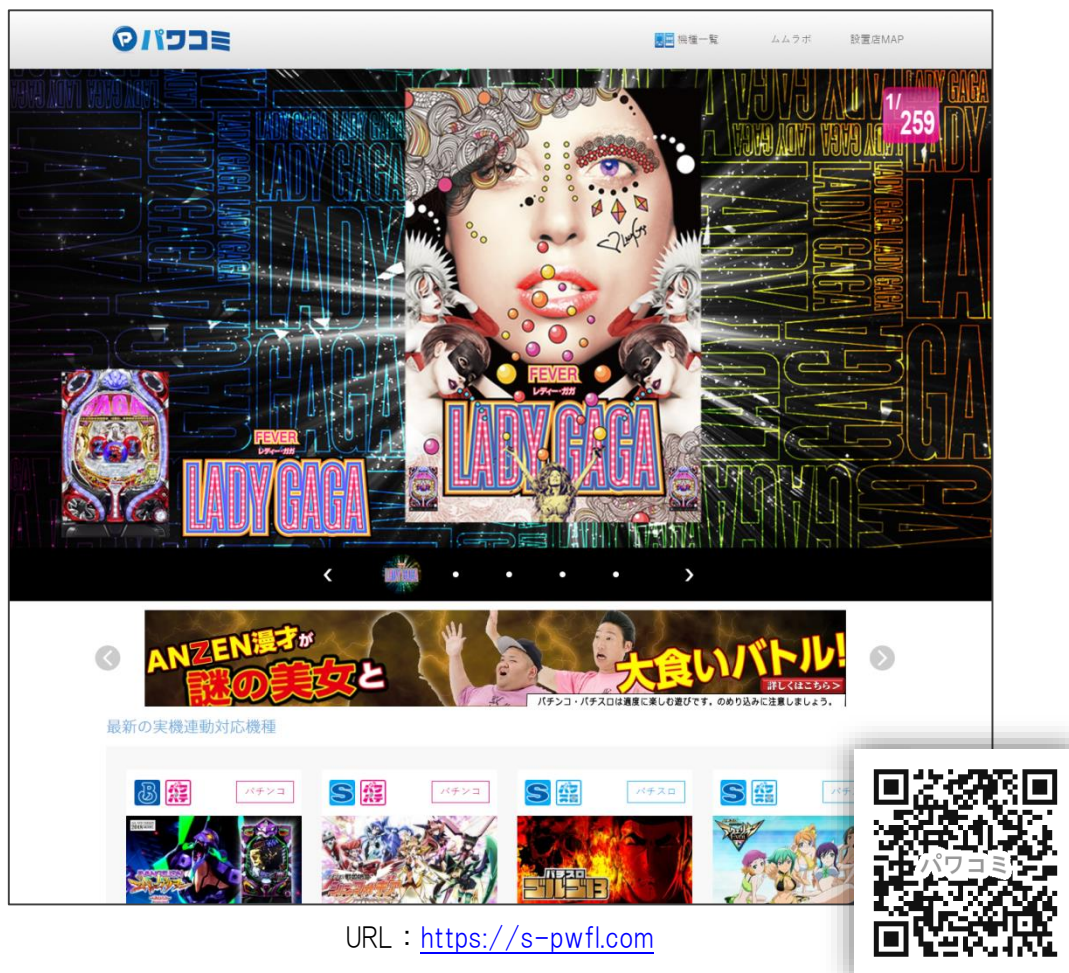 パワコミ
機種一覧 ムムラボ 設置店MAP
1/259
FEVER
レディー・ガガ
LADY GAGA
FEVER
レディー・ガガ
LADY GAGA
ANZEN漫才が
謎の美女と
大食いバトル!
詳しくはこちら>
パチンコ・パチスロは適度に楽しむ遊びです。のめり込みに注意しましょう。
最新の実機連動対応機種
B パチンコ S パチンコ S パチスロ S
パチスロ
ゴルゴ13
パワコミ
URL：https://s-pwfl.com